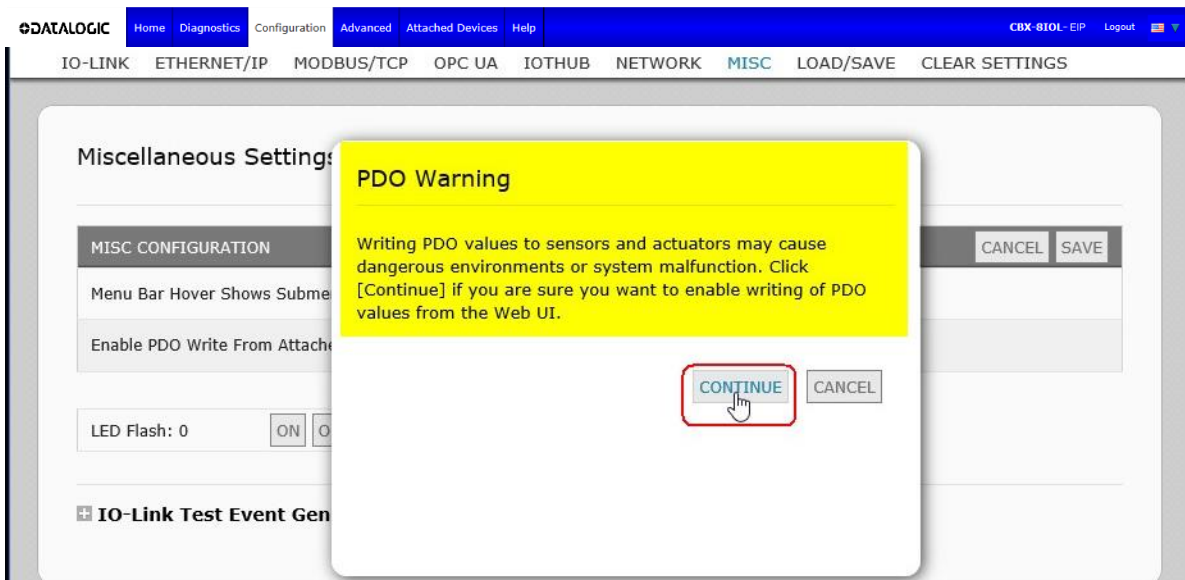 DATALOGIC Home Diagnostics Configuration Advanced Attached Devices Help CBX-8IOL-EIP Logout
IO-LINK ETHERNET/IP MODBUS/TCP OPC UA IOTHUB NETWORK MISC LOAD/SAVE CLEAR SETTINGS
Miscellaneous Settings
PDO Warning
MISC CONFIGURATION
CANCEL SAVE
Writing PDO values to sensors and actuators may cause
dangerous environments or system malfunction. Click
[Continue] if you are sure you want to enable writing of PDO
values from the Web UI.
Menu Bar Hover Shows
Enable PDO Write From
CONTINUE CANCEL
LED Flash: 0 ON
IO-Link Test Event